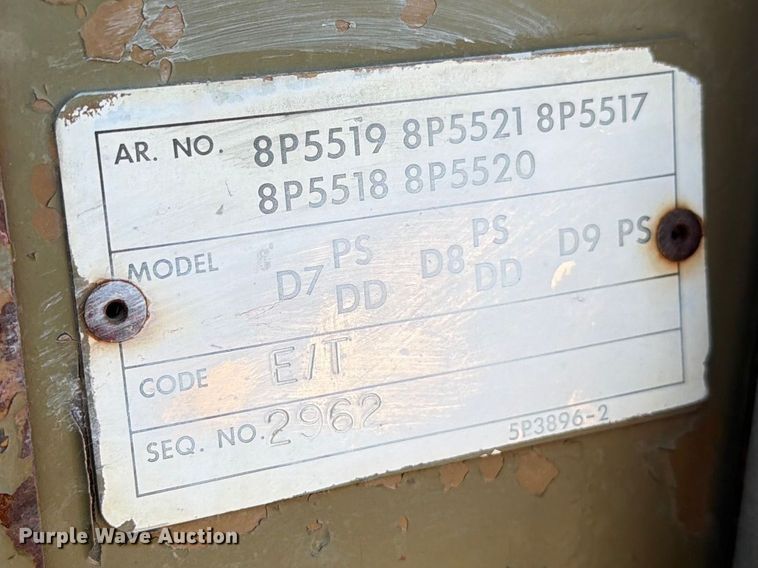 AR. NO. 8P5519 8P5521 8P5517
8P5518 8P5520
MODEL D7 PS DD D8 PS DD D9 PS
CODE E/T
SEQ. NO. 2962
5P3896-2
Purple Wave Auction